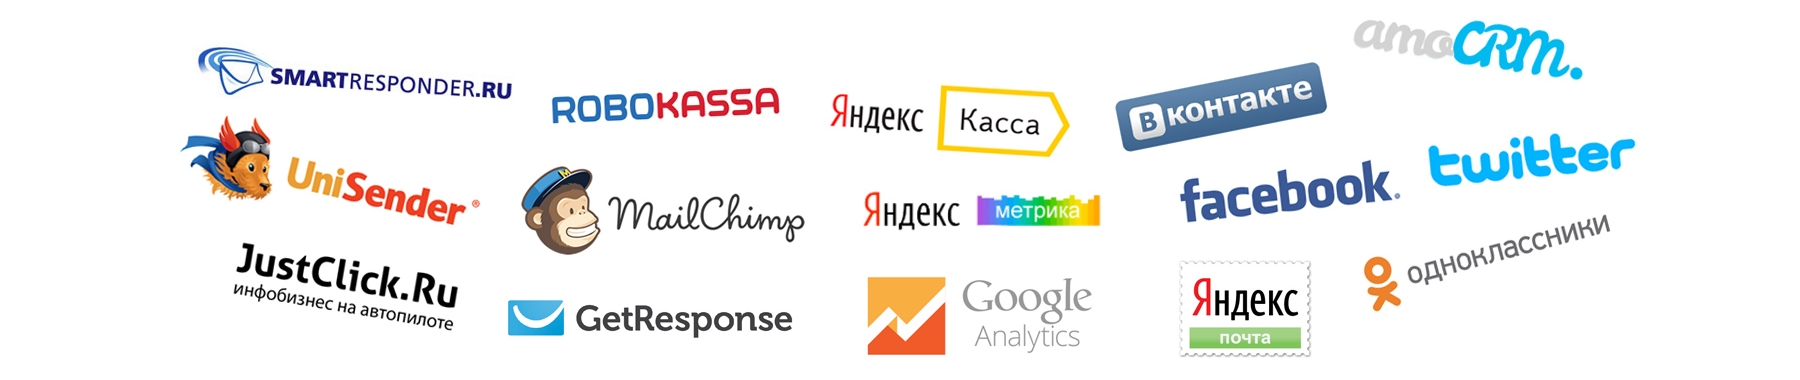 SMARTRESPONDER.RU
UniSender®
JustClick.Ru
инфобизнес на автопилоте
ROBOKASSA
MailChimp
GetResponse
Яндекс Касса
Яндекс метрика
Google
Analytics
В контакте
facebook®
Яндекс
почта
amoCRM.
twitter
одноклассники